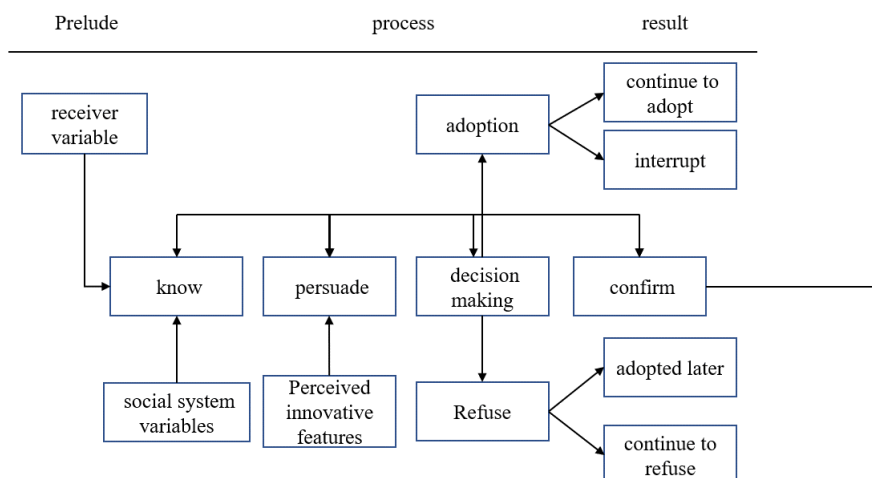 Prelude
process
result
receiver
variable
adoption
continue to
adopt
interrupt
know
persuade
decision
making
confirm
social system
variables
Perceived
innovative
features
Refuse
adopted later
continue to
refuse